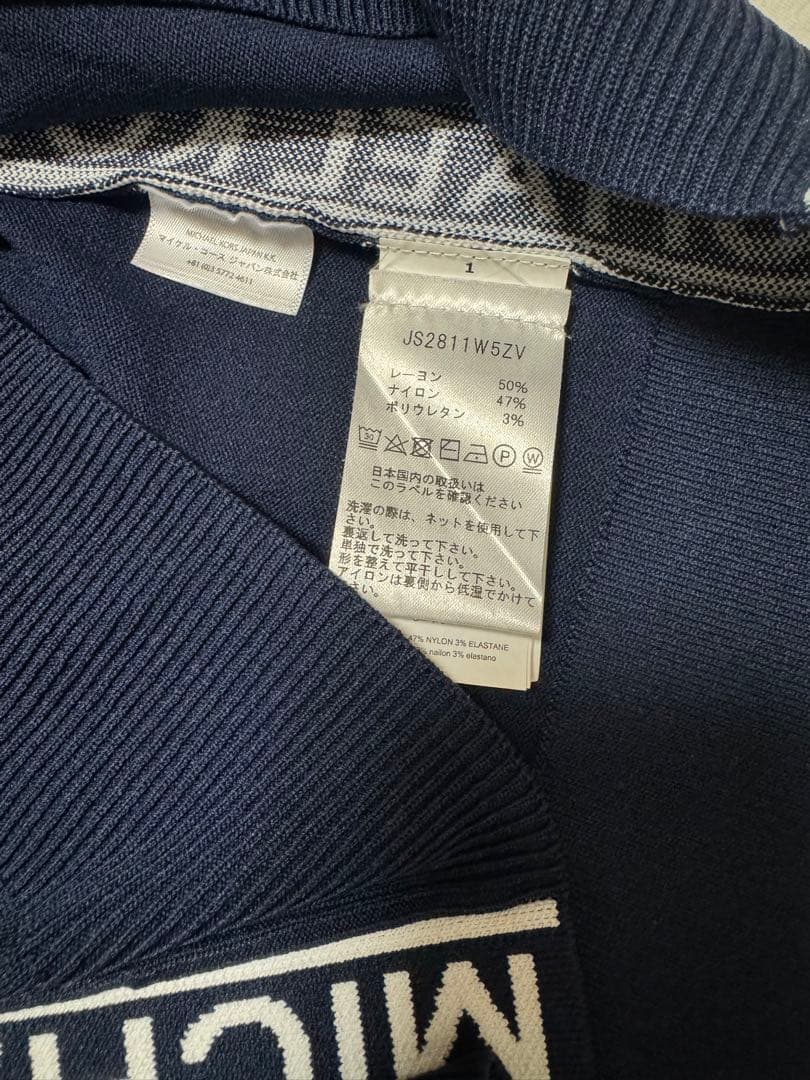 MICHAEL KORS JAPAN K.K.
マイケル・コース ジャパン株式会社
+81 (0)3 5772 4611
1
JS2811W5ZV
レーヨン 50%
ナイロン 47%
ポリウレタン 3%
30
P
W
日本国内の取扱いは
このラベルを確認ください
洗濯の際は、ネットを使用して下
さい。
裏返して洗って下さい。
単独で洗って下さい。
形を整えて平干しして下さい。
アイロンは裏側から低温でかけて
さい。
47% NYLON 3% ELASTANE
nailon 3% elastano
MICH